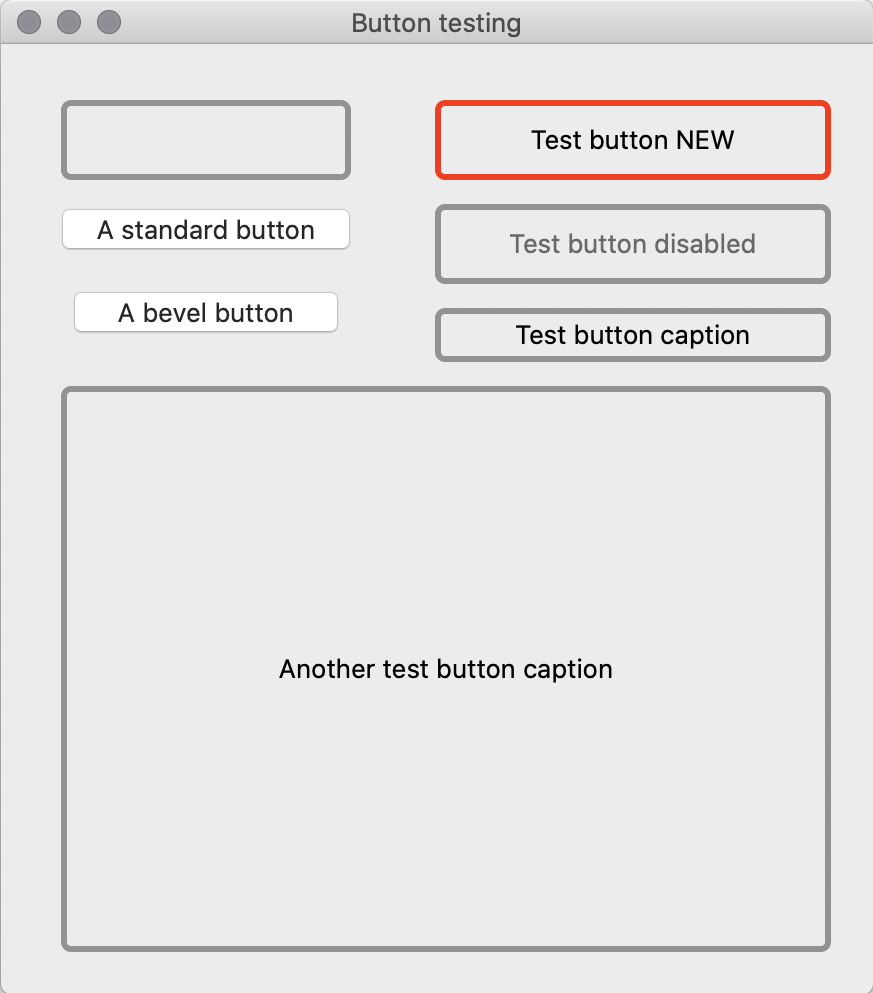 Button testing
Test button NEW
A standard button
Test button disabled
A bevel button
Test button caption
Another test button caption